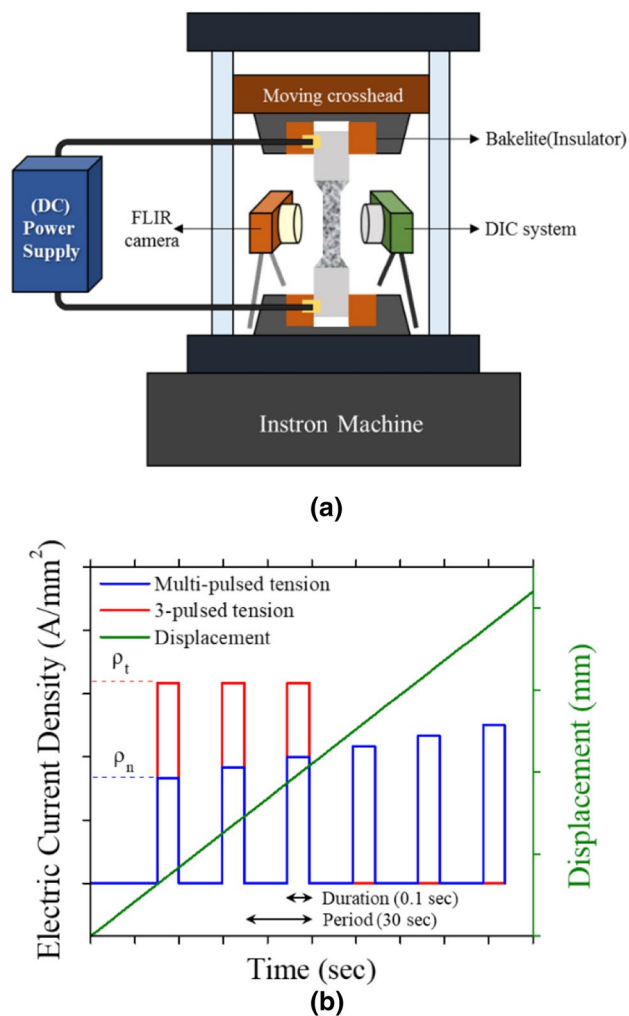 Moving crosshead
Bakelite(Insulator)
(DC)
Power
Supply
FLIR
camera
DIC system
Instron Machine
(a)
Electric Current Density (A/mm²)
Multi-pulsed tension
3-pulsed tension
Displacement
ρt
ρn
Duration (0.1 sec)
Period (30 sec)
Displacement (mm)
Time (sec)
(b)